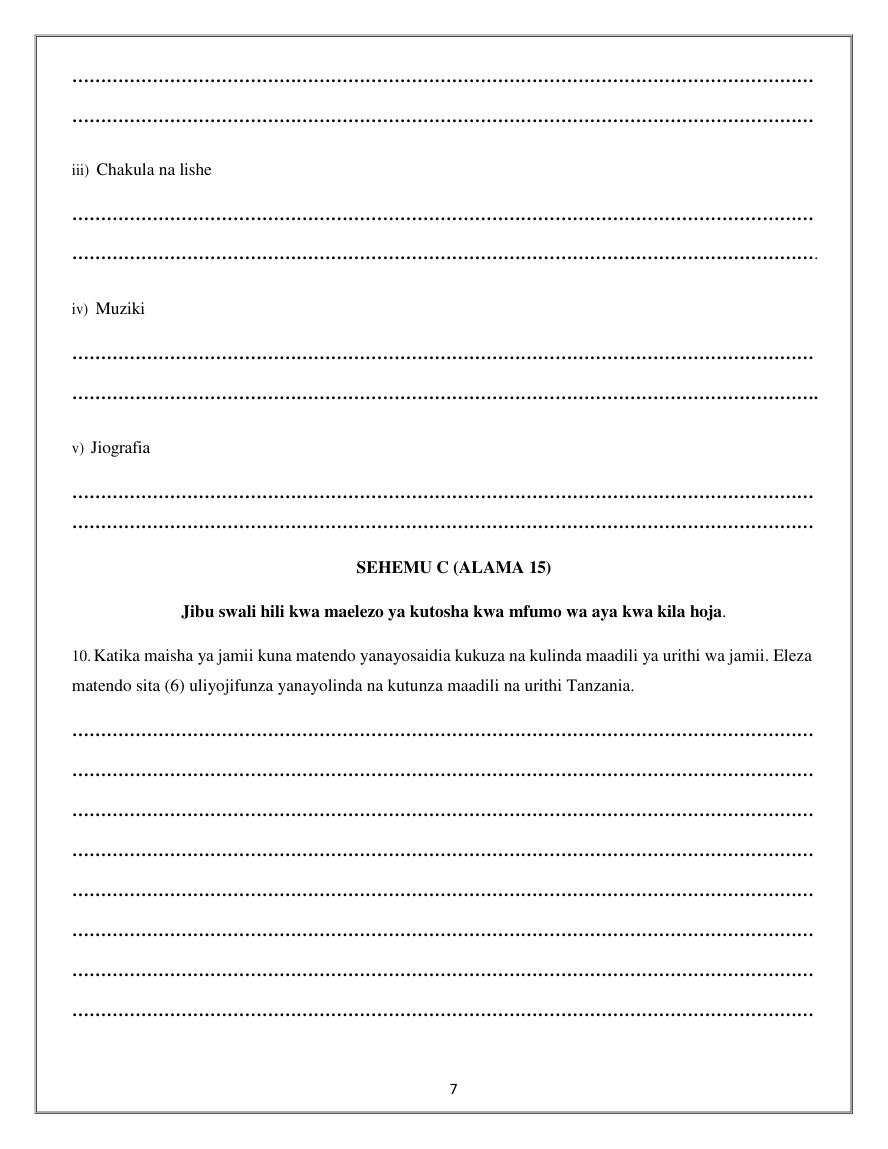 ……………………………………………………………………………………………………………………
……………………………………………………………………………………………………………………
iii) Chakula na lishe
……………………………………………………………………………………………………………………
…………………………………………………………………………………………………………………….
iv) Muziki
……………………………………………………………………………………………………………………
…………………………………………………………………………………………………………………….
v) Jiografia
……………………………………………………………………………………………………………………
……………………………………………………………………………………………………………………
SEHEMU C (ALAMA 15)
Jibu swali hili kwa maelezo ya kutosha kwa mfumo wa aya kwa kila hoja.
10. Katika maisha ya jamii kuna matendo yanayosaidia kukuza na kulinda maadili ya urithi wa jamii. Eleza
matendo sita (6) uliyojifunza yanayolinda na kutunza maadili na urithi Tanzania.
……………………………………………………………………………………………………………………
……………………………………………………………………………………………………………………
……………………………………………………………………………………………………………………
……………………………………………………………………………………………………………………
……………………………………………………………………………………………………………………
……………………………………………………………………………………………………………………
……………………………………………………………………………………………………………………
……………………………………………………………………………………………………………………
7